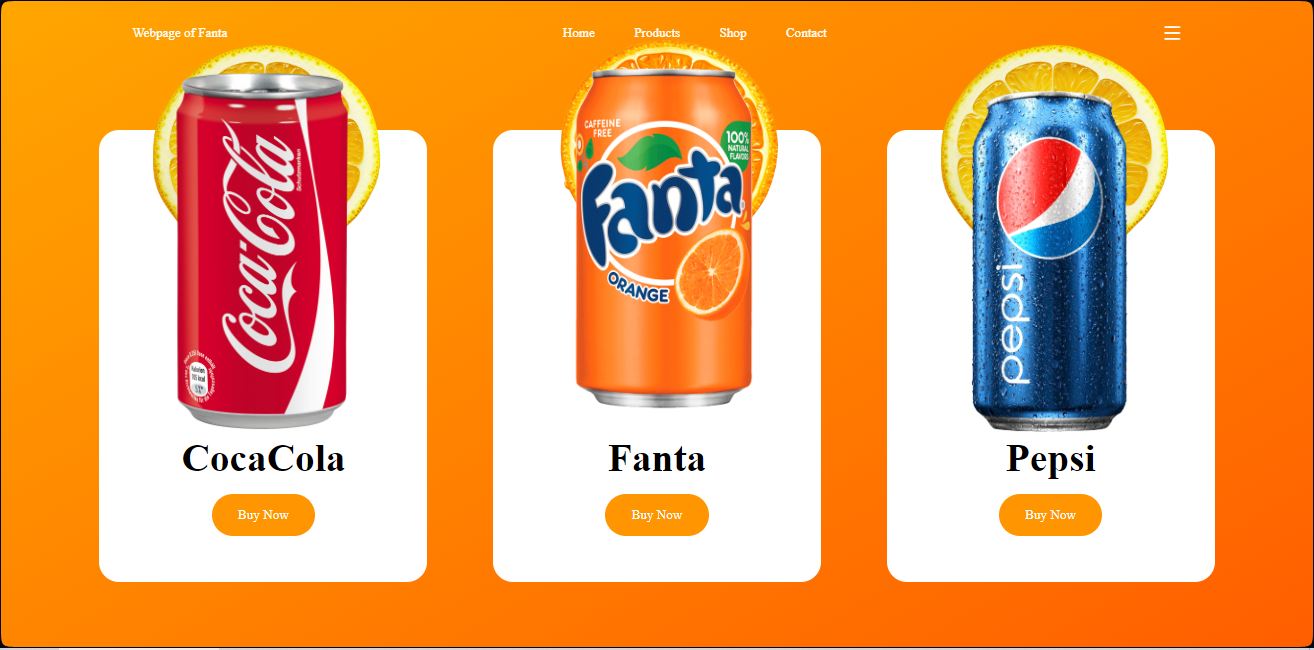 Webpage of Fanta
Home
Products
Shop
Contact
Coca-Cola
Schutzmarken
CAFFEINE
FREE
100%
NATURAL
FLAVORS
Fanta
ORANGE
pepsi
CocaCola
Fanta
Pepsi
Buy Now
Buy Now
Buy Now